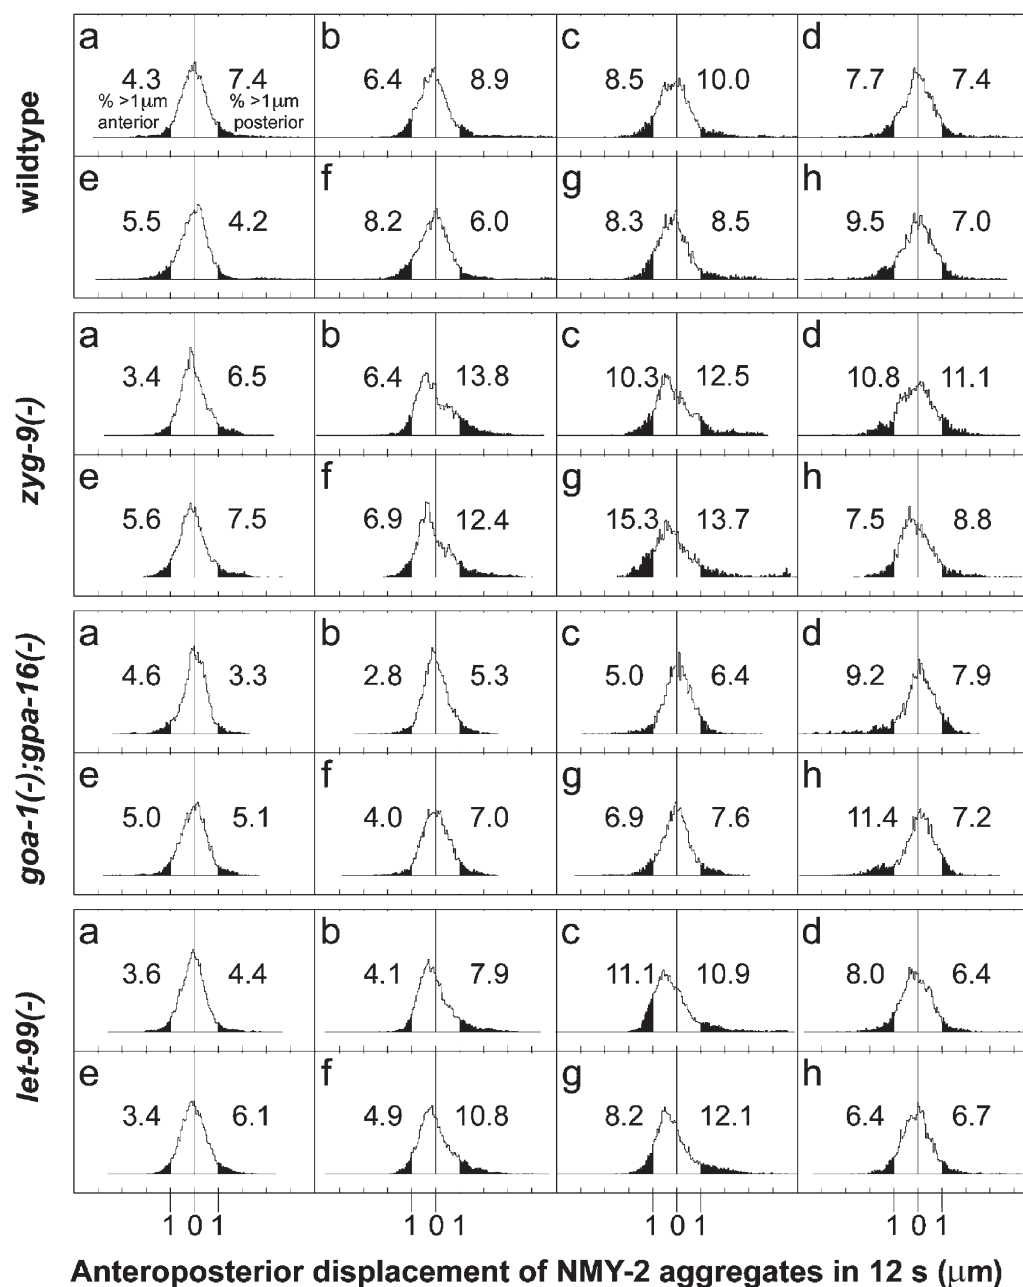 wildtype
a b c d
4.3 7.4 6.4 8.9 8.5 10.0 7.7 7.4
% >1μm % >1μm
anterior posterior
e f g h
5.5 4.2 8.2 6.0 8.3 8.5 9.5 7.0
zyg-9(-)
a b c d
3.4 6.5 6.4 13.8 10.3 12.5 10.8 11.1
e f g h
5.6 7.5 6.9 12.4 15.3 13.7 7.5 8.8
goa-1(-);gpa-16(-)
a b c d
4.6 3.3 2.8 5.3 5.0 6.4 9.2 7.9
e f g h
5.0 5.1 4.0 7.0 6.9 7.6 11.4 7.2
let-99(-)
a b c d
3.6 4.4 4.1 7.9 11.1 10.9 8.0 6.4
e f g h
3.4 6.1 4.9 10.8 8.2 12.1 6.4 6.7
1 0 1 1 0 1 1 0 1 1 0 1
Anteroposterior displacement of NMY-2 aggregates in 12 s (μm)